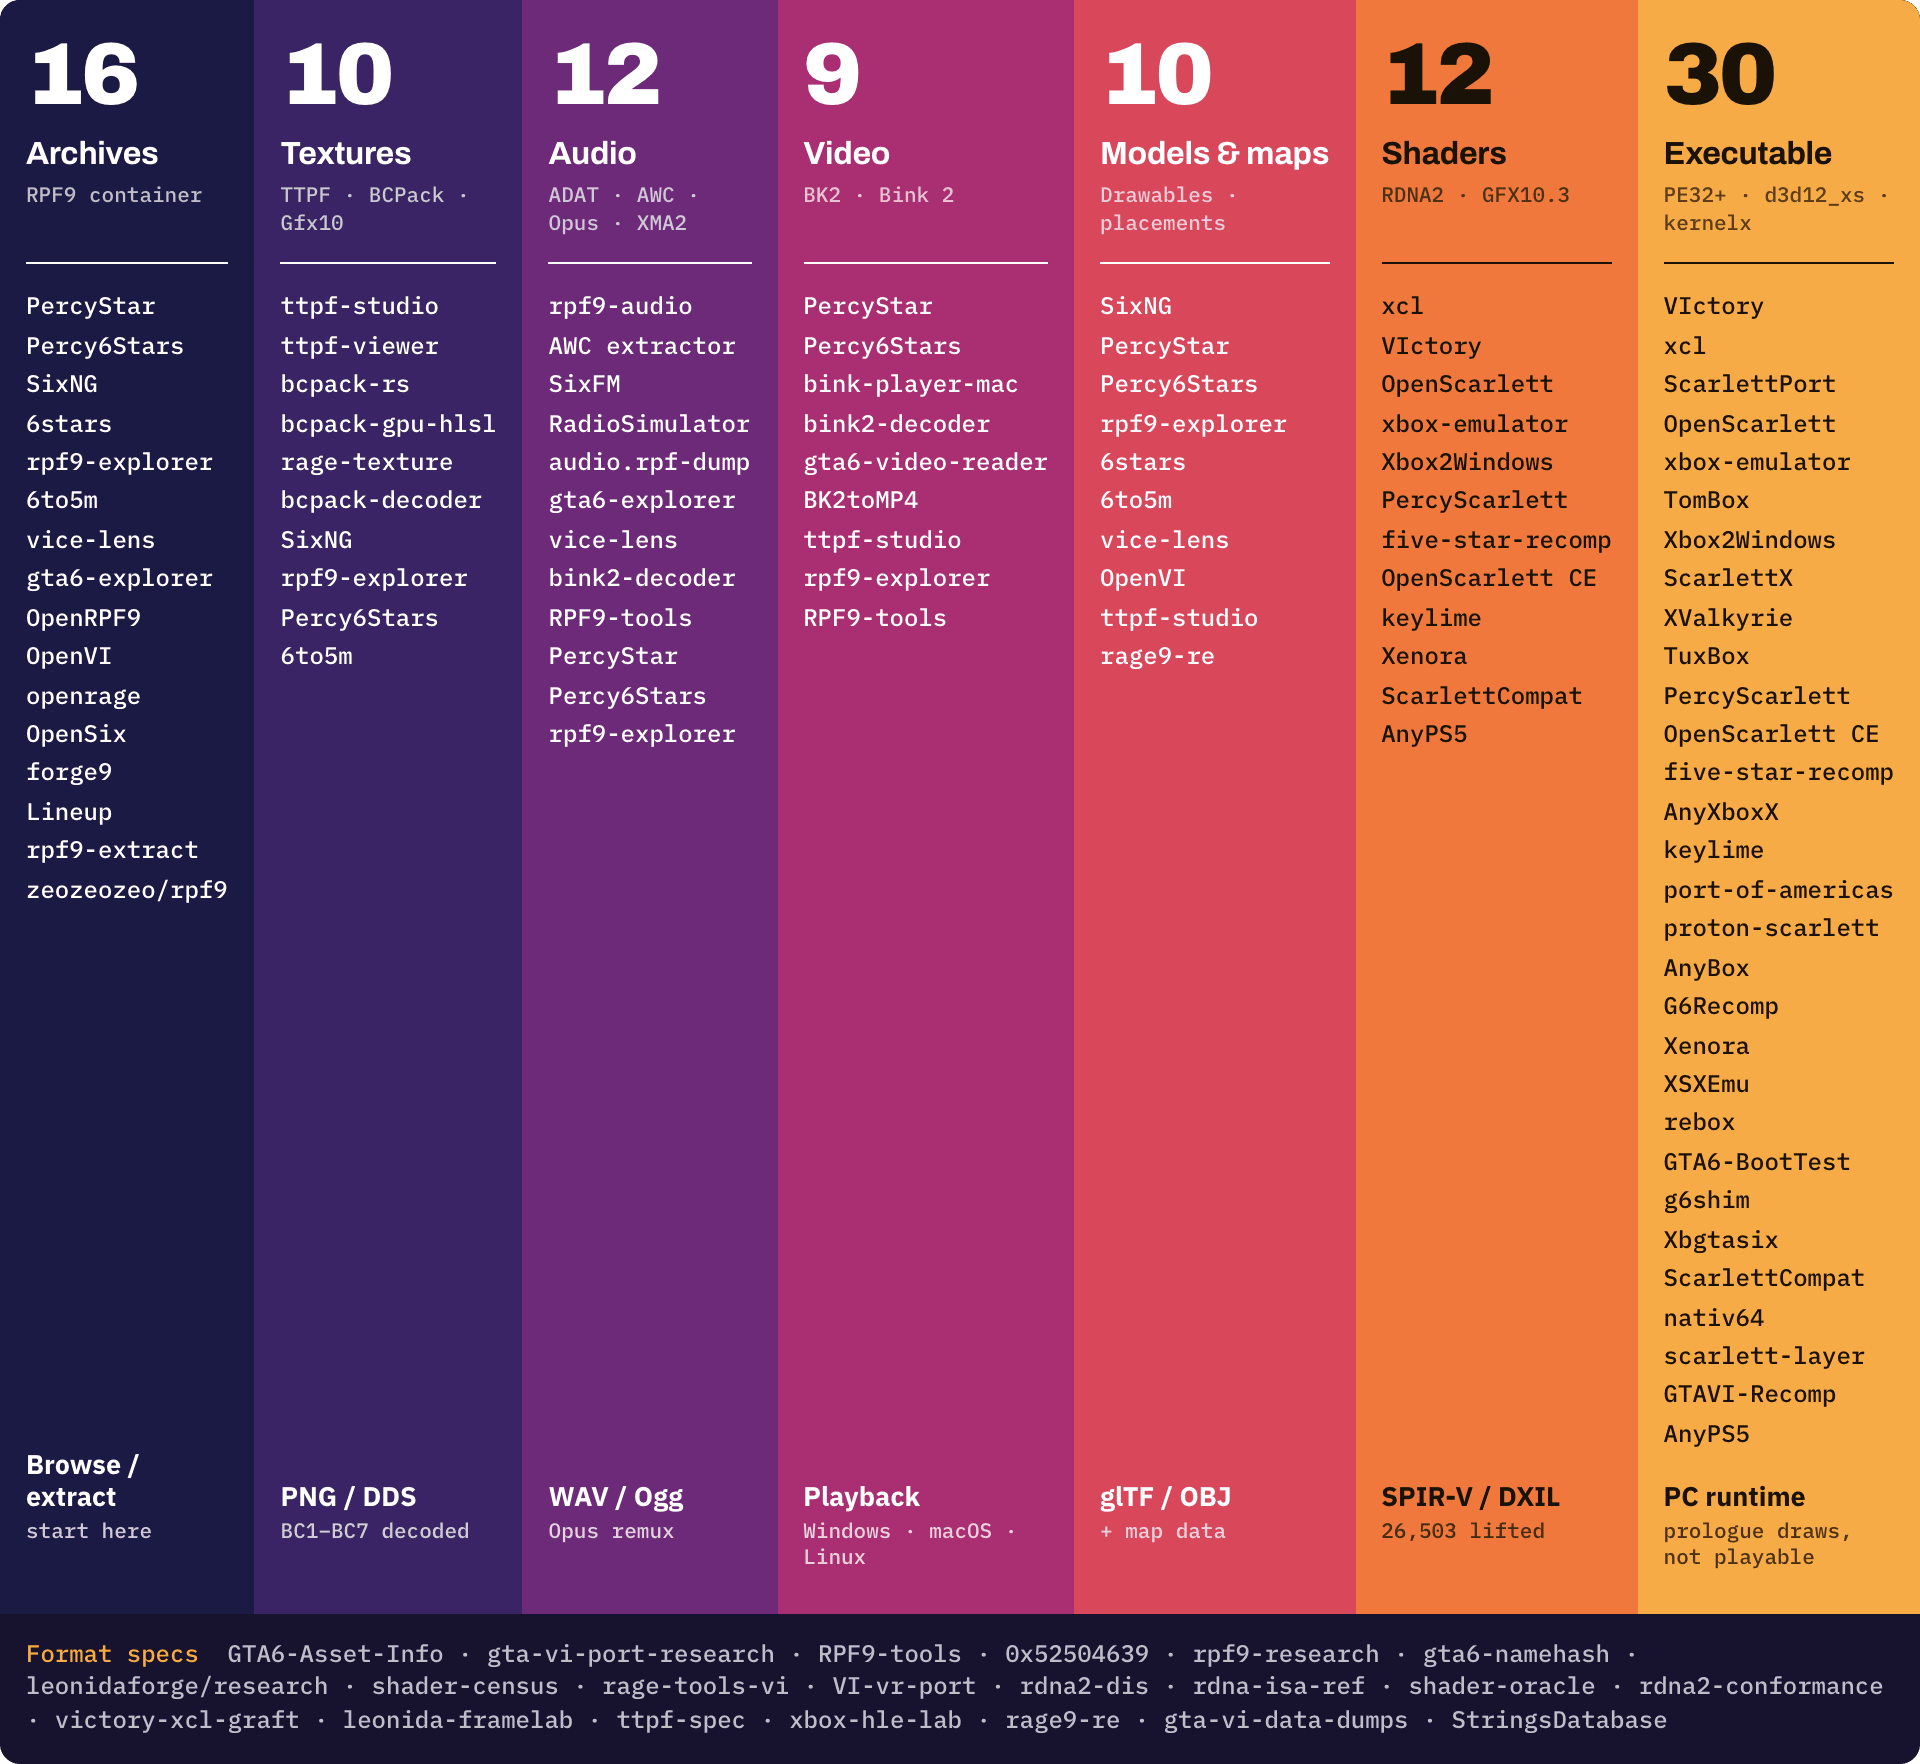 16
Archives
RPF9 container
PercyStar
Percy6Stars
SixNG
6stars
rpf9-explorer
6to5m
vice-lens
gta6-explorer
OpenRPF9
OpenVI
openrage
OpenSix
forge9
Lineup
rpf9-extract
zeozeozeo/rpf9
Browse /
extract
start here
10
Textures
TTPF · BCPack ·
Gfx10
ttpf-studio
ttpf-viewer
bcpack-rs
bcpack-gpu-hlsl
rage-texture
bcpack-decoder
SixNG
rpf9-explorer
Percy6Stars
6to5m
PNG / DDS
BC1–BC7 decoded
12
Audio
ADAT · AWC ·
Opus · XMA2
rpf9-audio
AWC extractor
SixFM
RadioSimulator
audio.rpf-dump
gta6-explorer
vice-lens
bink2-decoder
RPF9-tools
PercyStar
Percy6Stars
rpf9-explorer
WAV / Ogg
Opus remux
9
Video
BK2 · Bink 2
PercyStar
Percy6Stars
bink-player-mac
bink2-decoder
gta6-video-reader
BK2toMP4
ttpf-studio
rpf9-explorer
RPF9-tools
Playback
Windows · macOS ·
Linux
10
Models & maps
Drawables ·
placements
SixNG
PercyStar
Percy6Stars
rpf9-explorer
6stars
6to5m
vice-lens
OpenVI
ttpf-studio
rage9-re
glTF / OBJ
+ map data
12
Shaders
RDNA2 · GFX10.3
xcl
VIctory
OpenScarlett
xbox-emulator
Xbox2Windows
PercyScarlett
five-star-recomp
OpenScarlett CE
keylime
Xenora
ScarlettCompat
AnyPS5
SPIR-V / DXIL
26,503 lifted
30
Executable
PE32+ · d3d12_xs ·
kernelx
VIctory
xcl
ScarlettPort
OpenScarlett
xbox-emulator
TomBox
Xbox2Windows
ScarlettX
XValkyrie
TuxBox
PercyScarlett
OpenScarlett CE
five-star-recomp
AnyXboxX
keylime
port-of-americas
proton-scarlett
AnyBox
G6Recomp
Xenora
XSXEmu
rebox
GTA6-BootTest
g6shim
Xbgtasix
ScarlettCompat
nativ64
scarlett-layer
GTAVI-Recomp
AnyPS5
PC runtime
prologue draws,
not playable
Format specs GTA6-Asset-Info · gta-vi-port-research · RPF9-tools · 0x52504639 · rpf9-research · gta6-namehash ·
leonidaforge/research · shader-census · rage-tools-vi · VI-vr-port · rdna2-dis · rdna-isa-ref · shader-oracle · rdna2-conformance
· victory-xcl-graft · leonida-framelab · ttpf-spec · xbox-hle-lab · rage9-re · gta-vi-data-dumps · StringsDatabase